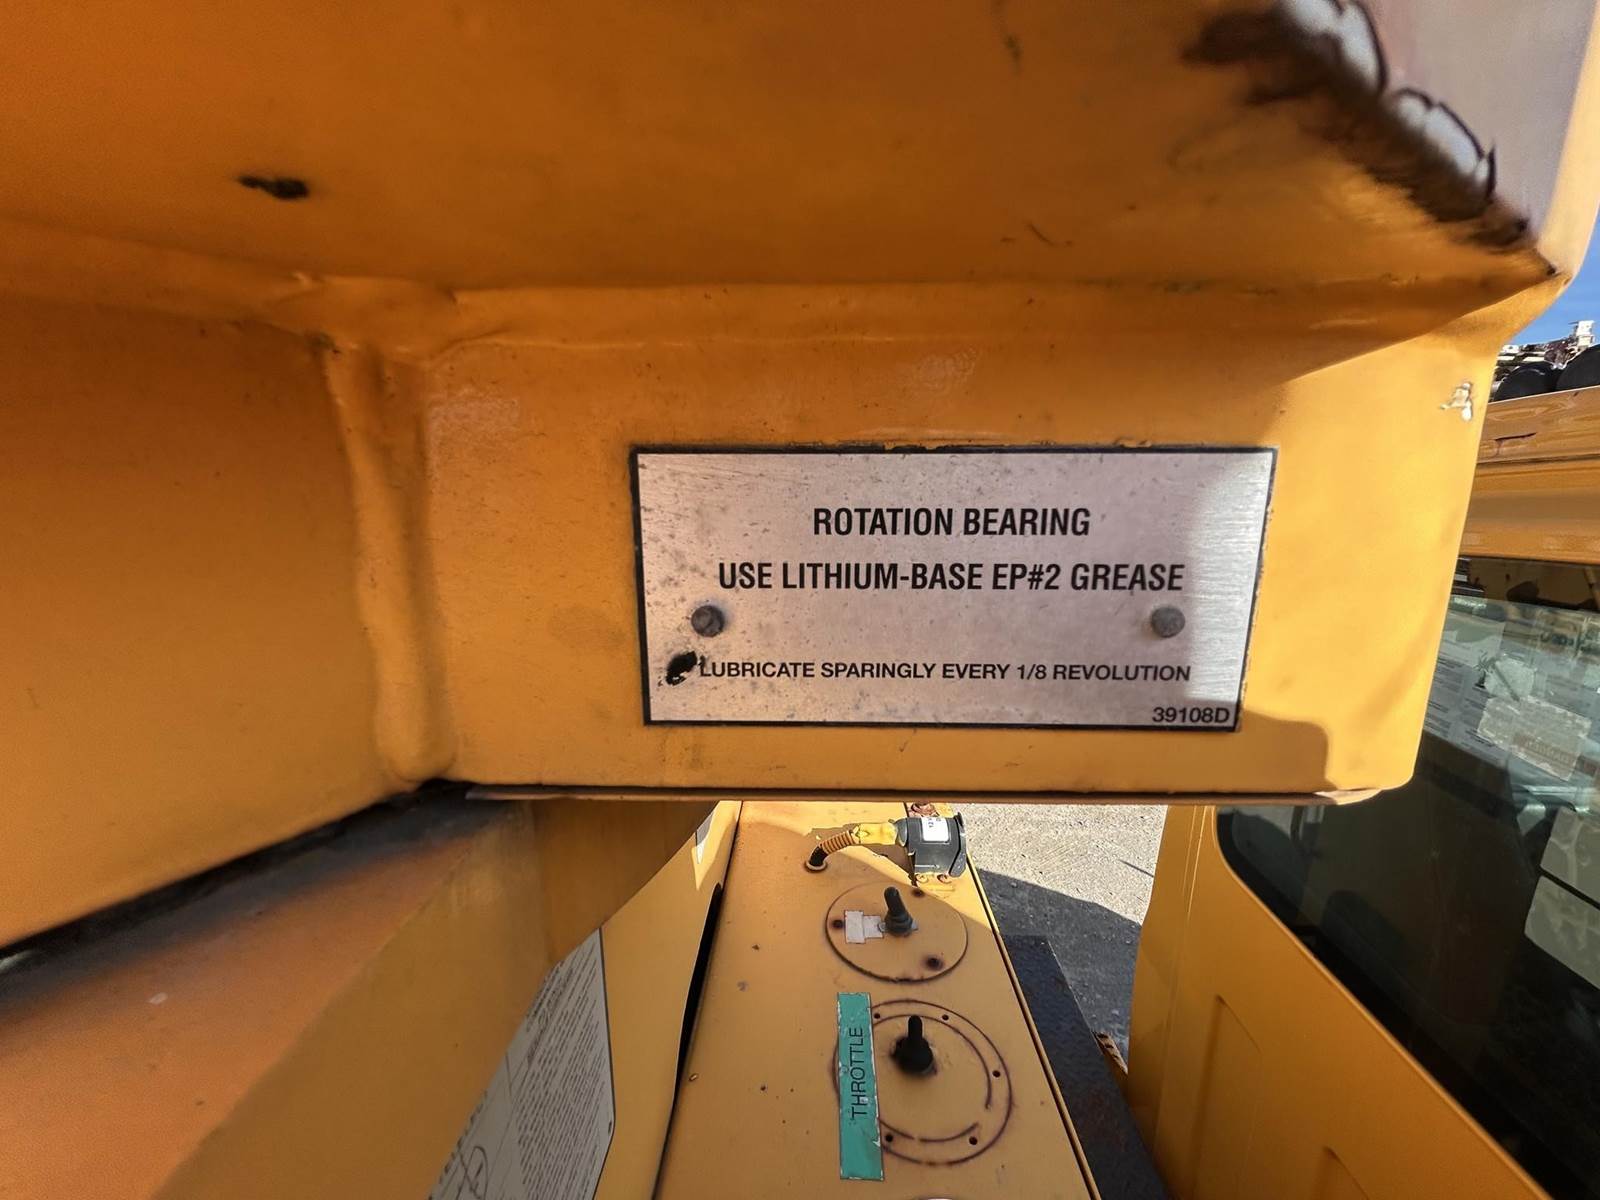 ROTATION BEARING
USE LITHIUM-BASE EP#2 GREASE
LUBRICATE SPARINGLY EVERY 1/8 REVOLUTION
39108D
THROTTLE